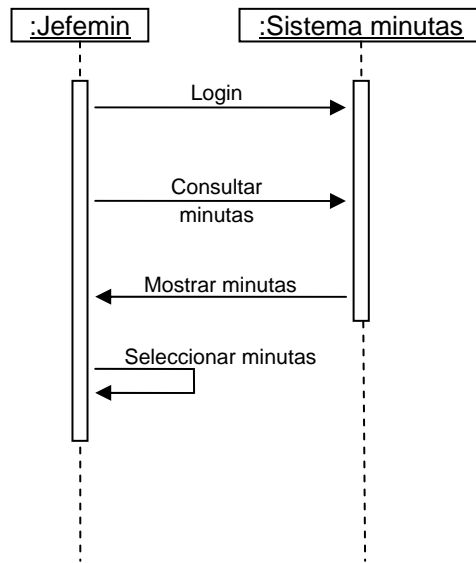 :Jefemin
:Sistema minutas
Login
Consultar
minutas
Mostrar minutas
Seleccionar minutas